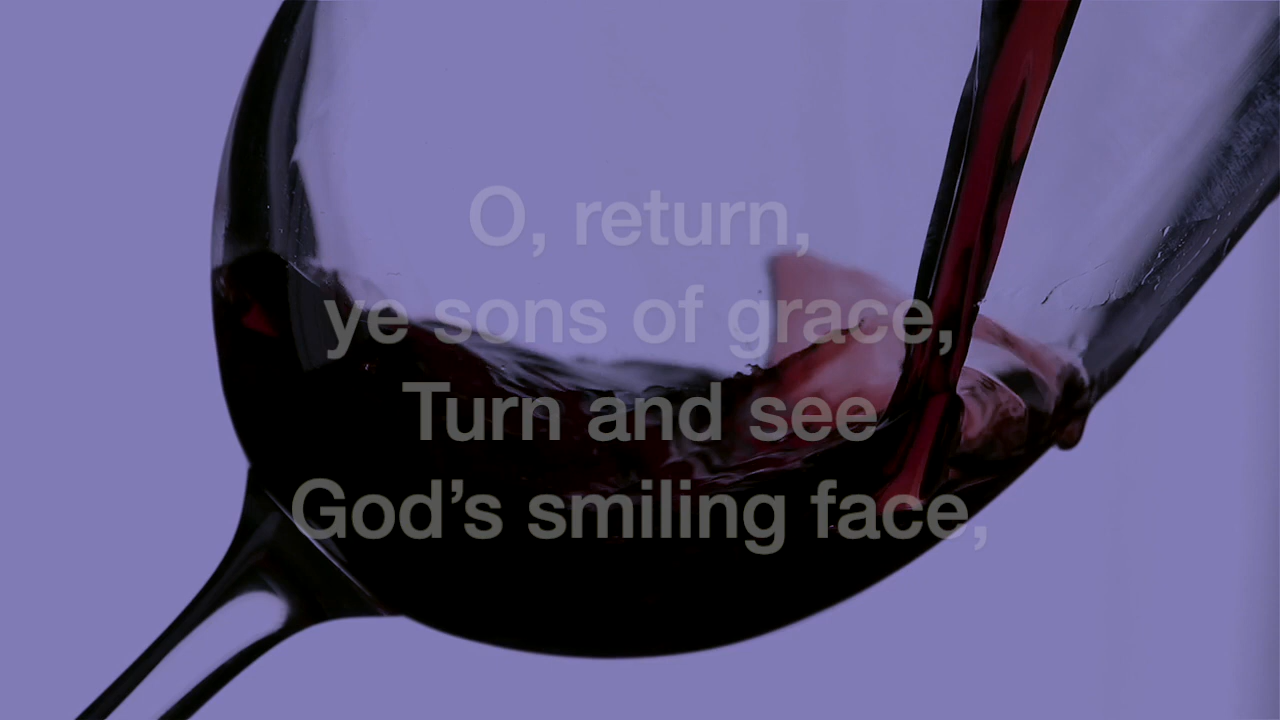 O, return,
ye sons of grace,
Turn and see
God’s smiling face,